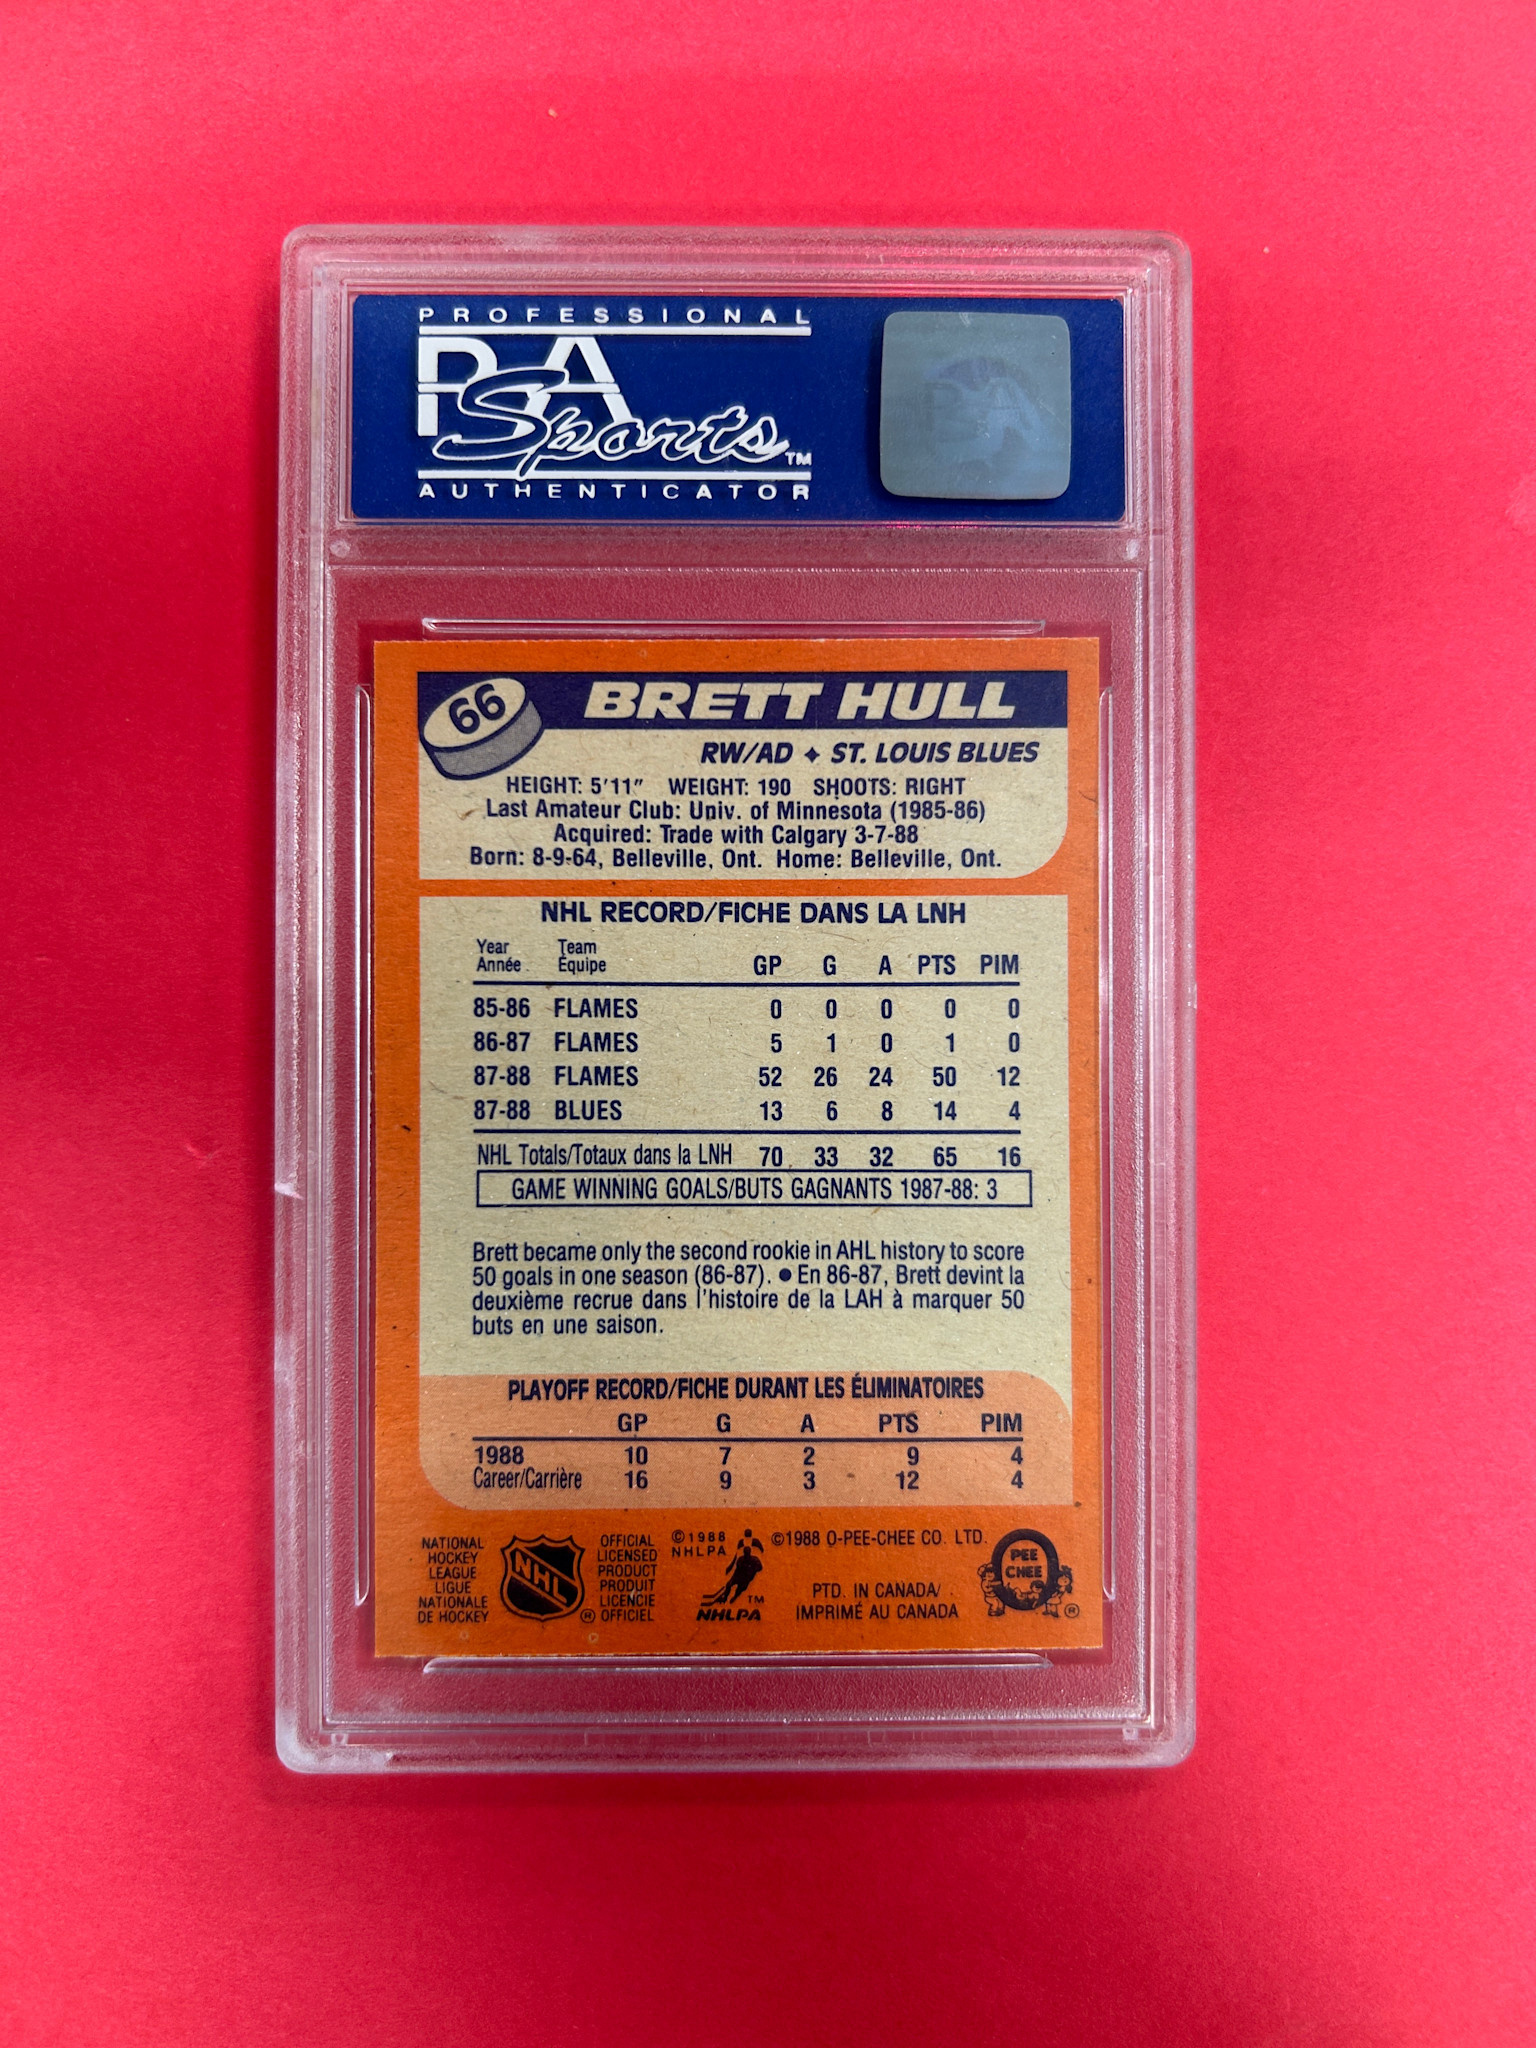 PROFESSIONAL
PSA
Sports™
AUTHENTICATOR
PSA
66
BRETT HULL
RW/AD ✦ ST. LOUIS BLUES
HEIGHT: 5'11" WEIGHT: 190 SHOOTS: RIGHT
Last Amateur Club: Univ. of Minnesota (1985-86)
Acquired: Trade with Calgary 3-7-88
Born: 8-9-64, Belleville, Ont. Home: Belleville, Ont.
NHL RECORD/FICHE DANS LA LNH
Year Team
Année Équipe GP G A PTS PIM
85-86 FLAMES 0 0 0 0 0
86-87 FLAMES 5 1 0 1 0
87-88 FLAMES 52 26 24 50 12
87-88 BLUES 13 6 8 14 4
NHL Totals/Totaux dans la LNH 70 33 32 65 16
GAME WINNING GOALS/BUTS GAGNANTS 1987-88: 3
Brett became only the second rookie in AHL history to score
50 goals in one season (86-87). ● En 86-87, Brett devint la
deuxième recrue dans l'histoire de la LAH à marquer 50
buts en une saison.
PLAYOFF RECORD/FICHE DURANT LES ÉLIMINATOIRES
GP G A PTS PIM
1988 10 7 2 9 4
Career/Carrière 16 9 3 12 4
NATIONAL
HOCKEY
LEAGUE
LIGUE
NATIONALE
DE HOCKEY
NHL
®
OFFICIAL
LICENSED
PRODUCT
PRODUIT
LICENCIE
OFFICIEL
©1988
NHLPA
™
NHLPA
©1988 O-PEE-CHEE CO. LTD.
PTD. IN CANADA/
IMPRIMÉ AU CANADA
O
PEE
CHEE
®